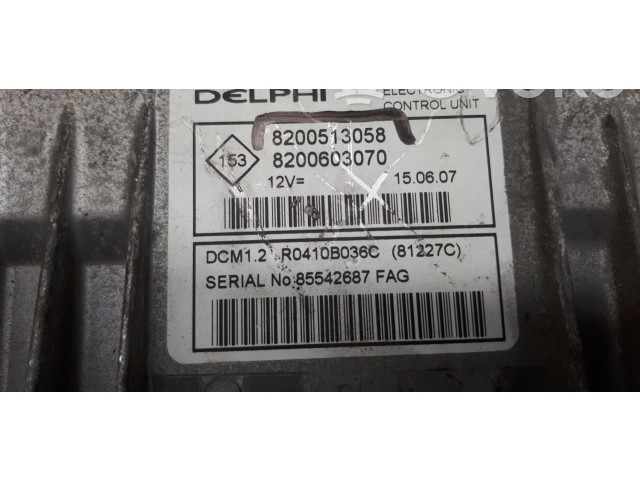 DELPHI
ELECTRONIC
CONTROL UNIT
8200513058
153
8200603070
12V=
15.06.07
DCM1.2 R0410B036C (81227C)
SERIAL No 85542687 FAG